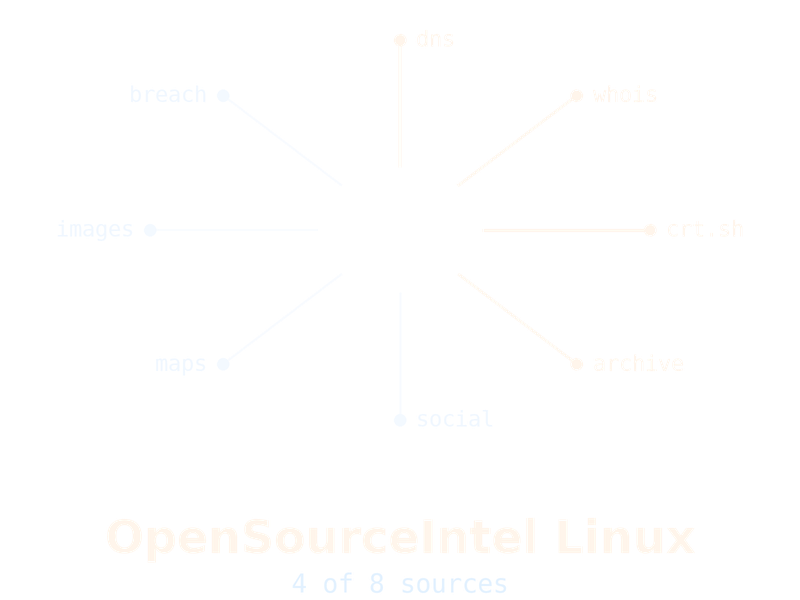 dns
breach
whois
images
crt.sh
maps
archive
social
OpenSourceIntel Linux
4 of 8 sources